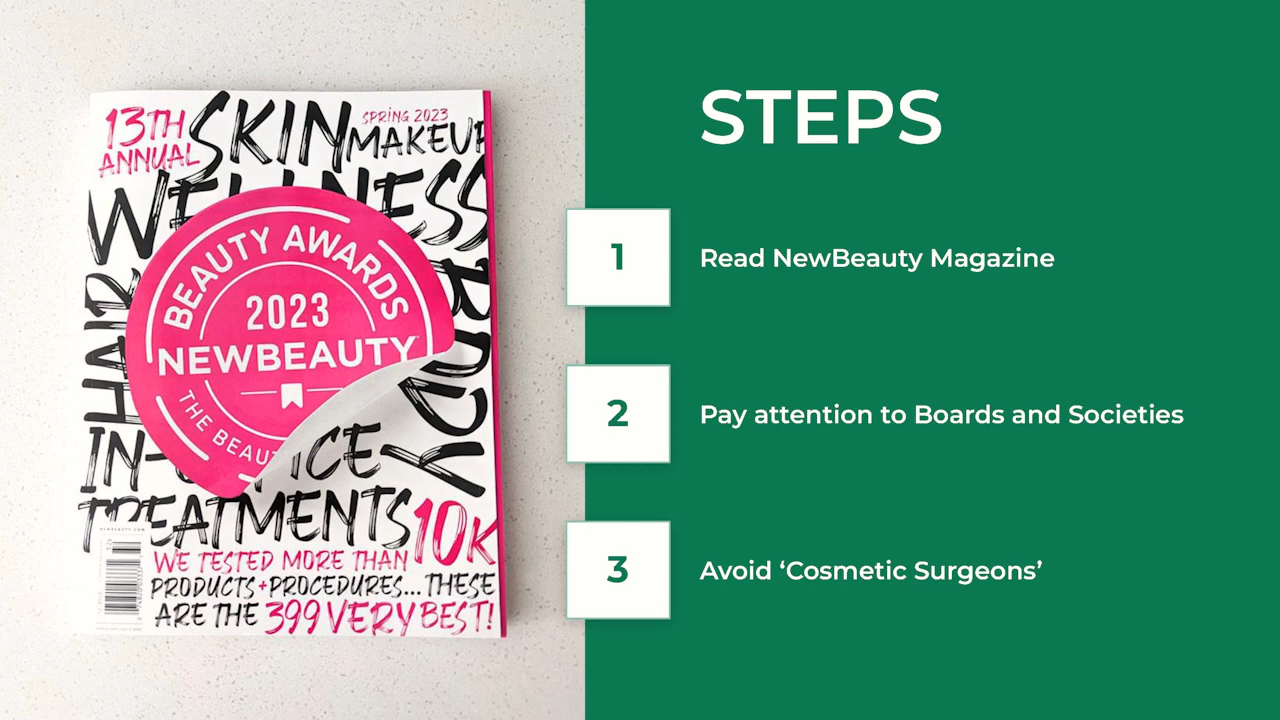 13TH
ANNUAL
SKIN
SPRING 2023
MAKEUP
WELLNESS
HAIR
BODY
BEAUTY AWARDS
2023
NEWBEAUTY
THE BEAU
IN-
ICE
TREATMENTS
10K
WE TESTED MORE THAN
PRODUCTS+PROCEDURES...THESE
ARE THE 399 VERY BEST!
STEPS
1
Read NewBeauty Magazine
2
Pay attention to Boards and Societies
3
Avoid ‘Cosmetic Surgeons’